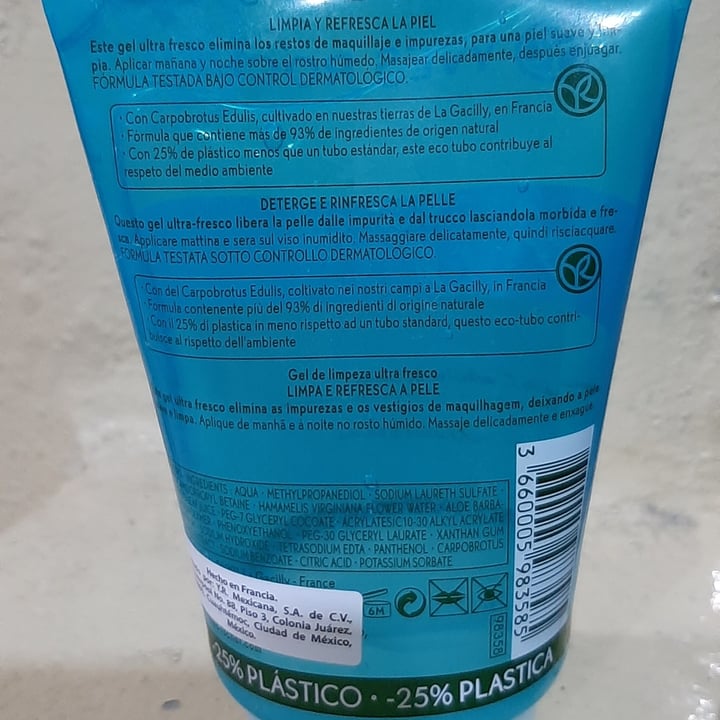 LIMPIA Y REFRESCA LA PIEL
Este gel ultra fresco elimina los restos de maquillaje e impurezas, para una piel suave y lim-
pia. Aplicar mañana y noche sobre el rostro húmedo. Masajear delicadamente, después enjuagar.
FÓRMULA TESTADA BAJO CONTROL DERMATOLÓGICO.
· Con Carpobrotus Edulis, cultivado en nuestras tierras de La Gacilly, en Francia
· Fórmula que contiene más de 93% de ingredientes de origen natural
· Con 25% de plástico menos que un tubo estándar, este eco tubo contribuye al
respeto del medio ambiente
DETERGE E RINFRESCA LA PELLE
Questo gel ultra-fresco libera la pelle dalle impurità e dal trucco lasciandola morbida e fre-
sca. Applicare mattina e sera sul viso inumidito. Massaggiare delicatamente, quindi risciacquare.
FORMULA TESTATA SOTTO CONTROLLO DERMATOLOGICO.
· Con del Carpobrotus Edulis, coltivato nei nostri campi a La Gacilly, in Francia
· Formula contenente più del 93% di ingredienti di origine naturale
· Con il 25% di plastica in meno rispetto ad un tubo standard, questo eco-tubo contri-
buisce al rispetto dell'ambiente
Gel de limpeza ultra fresco
LIMPA E REFRESCA A PELE
gel ultra fresco elimina as impurezas e os vestígios de maquilhagem, deixando a pele
e limpa. Aplique de manhã e à noite no rosto húmido. Massaje delicadamente e enxague.
INGREDIENTS : AQUA · METHYLPROPANEDIOL · SODIUM LAURETH SULFATE ·
BETAINE · HAMAMELIS VIRGINIANA FLOWER WATER · ALOE BARBA-
JUICE · PEG-7 GLYCERYL COCOATE · ACRYLATES/C10-30 ALKYL ACRYLATE
· PHENOXYETHANOL · PEG-30 GLYCERYL LAURATE · XANTHAN GUM
HYDROXIDE · TETRASODIUM EDTA · PANTHENOL · CARPOBROTUS
SODIUM BENZOATE · CITRIC ACID · POTASSIUM SORBATE
Gacilly - France
Hecho en Francia.
por: Y.R. Mexicana, S.A. de C.V.,
No. 88, Piso 3, Colonia Juárez,
Cuauhtémoc, Ciudad de México,
México.
.com
6M
98358
3 660005 983585
-25% PLÁSTICO · -25% PLASTICA